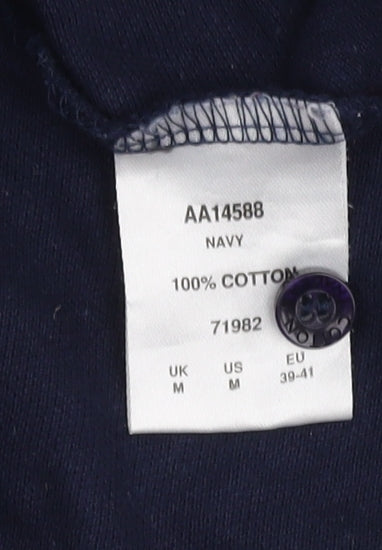 AA14588
NAVY
100% COTTON
71982
UK US EU
M M 39-41